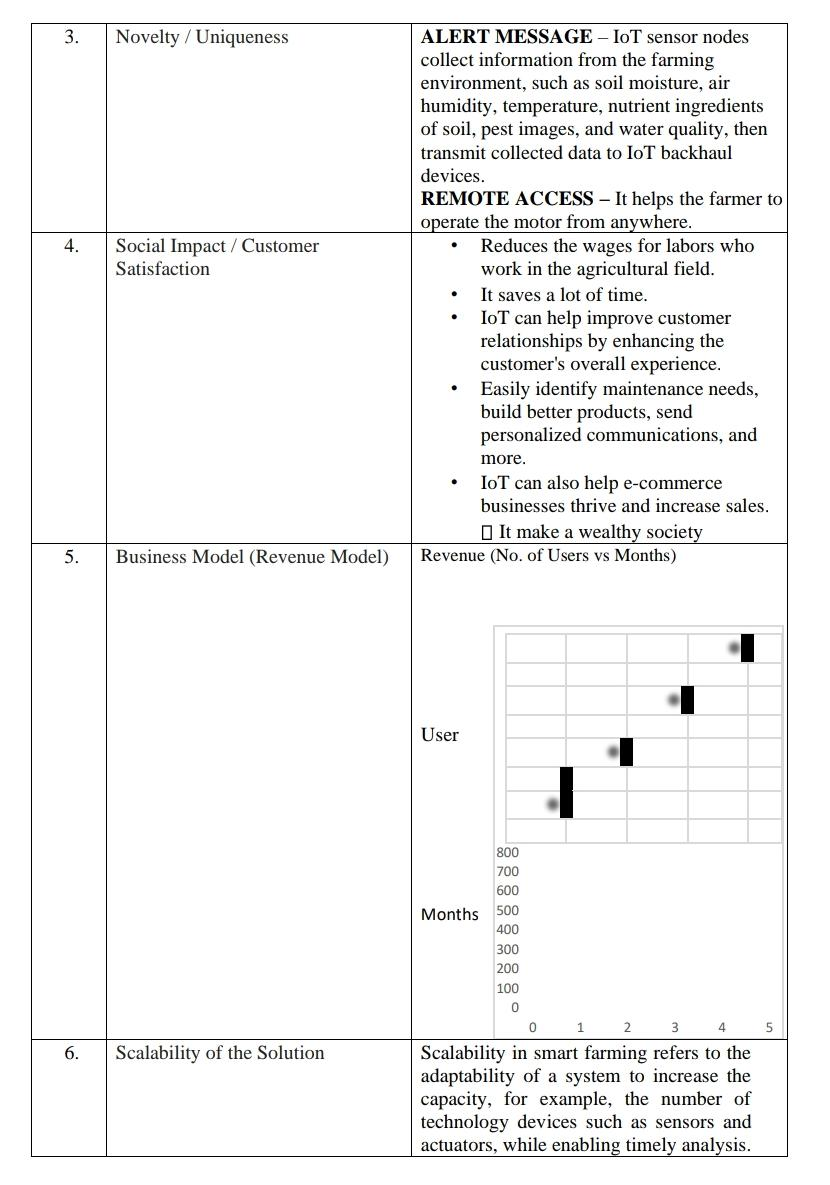 3.
Novelty / Uniqueness
ALERT MESSAGE – IoT sensor nodes
collect information from the farming
environment, such as soil moisture, air
humidity, temperature, nutrient ingredients
of soil, pest images, and water quality, then
transmit collected data to IoT backhaul
devices.
REMOTE ACCESS – It helps the farmer to
operate the motor from anywhere.
4.
Social Impact / Customer
Satisfaction
• Reduces the wages for labors who
work in the agricultural field.
• It saves a lot of time.
• IoT can help improve customer
relationships by enhancing the
customer's overall experience.
• Easily identify maintenance needs,
build better products, send
personalized communications, and
more.
• IoT can also help e-commerce
businesses thrive and increase sales.
▯ It make a wealthy society
5.
Business Model (Revenue Model)
Revenue (No. of Users vs Months)
User
Months
800
700
600
500
400
300
200
100
0
0 1 2 3 4 5
6.
Scalability of the Solution
Scalability in smart farming refers to the
adaptability of a system to increase the
capacity, for example, the number of
technology devices such as sensors and
actuators, while enabling timely analysis.